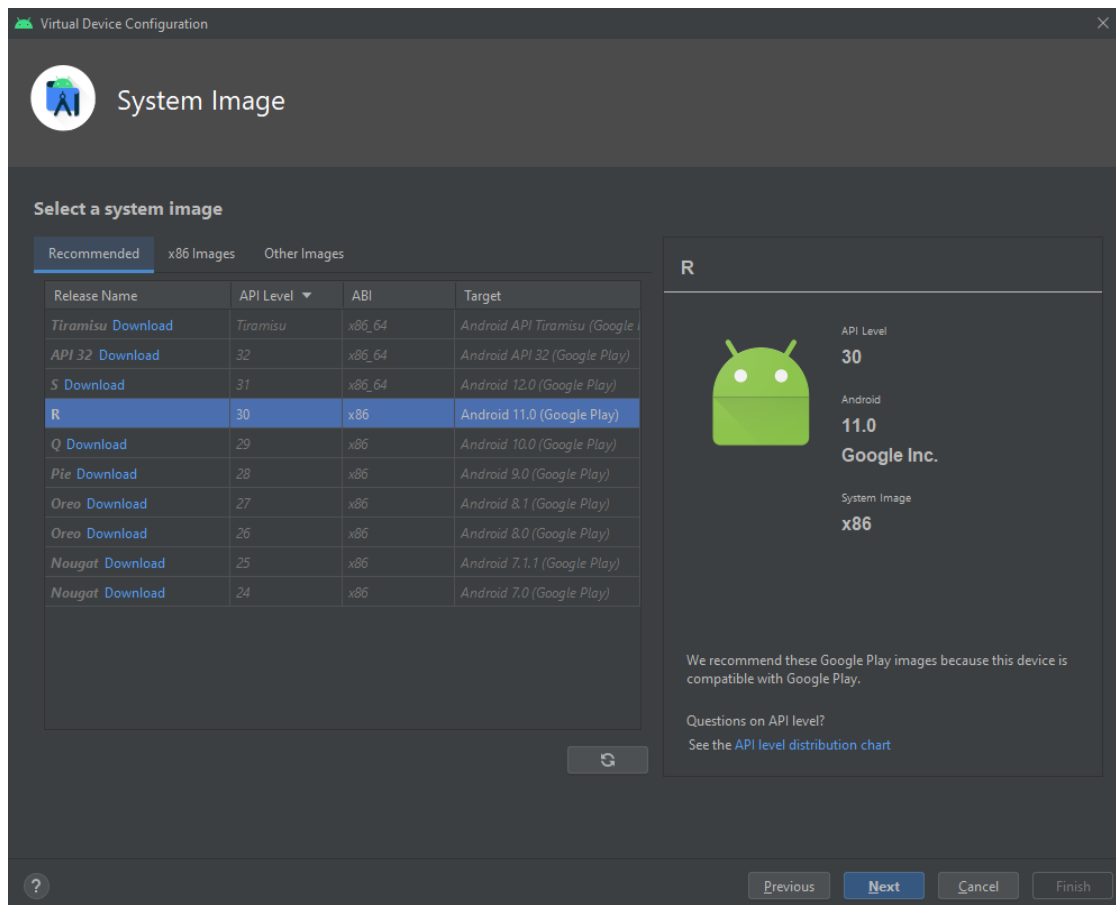 Virtual Device Configuration
System Image
Select a system image
Recommended x86 Images Other Images
Release Name API Level ABI Target
Tiramisu Download Tiramisu x86_64 Android API Tiramisu (Google
API 32 Download 32 x86_64 Android API 32 (Google Play)
S Download 31 x86_64 Android 12.0 (Google Play)
R 30 x86 Android 11.0 (Google Play)
Q Download 29 x86 Android 10.0 (Google Play)
Pie Download 28 x86 Android 9.0 (Google Play)
Oreo Download 27 x86 Android 8.1 (Google Play)
Oreo Download 26 x86 Android 8.0 (Google Play)
Nougat Download 25 x86 Android 7.1.1 (Google Play)
Nougat Download 24 x86 Android 7.0 (Google Play)
R
API Level
30
Android
11.0
Google Inc.
System Image
x86
We recommend these Google Play images because this device is
compatible with Google Play.
Questions on API level?
See the API level distribution chart
? Previous Next Cancel Finish